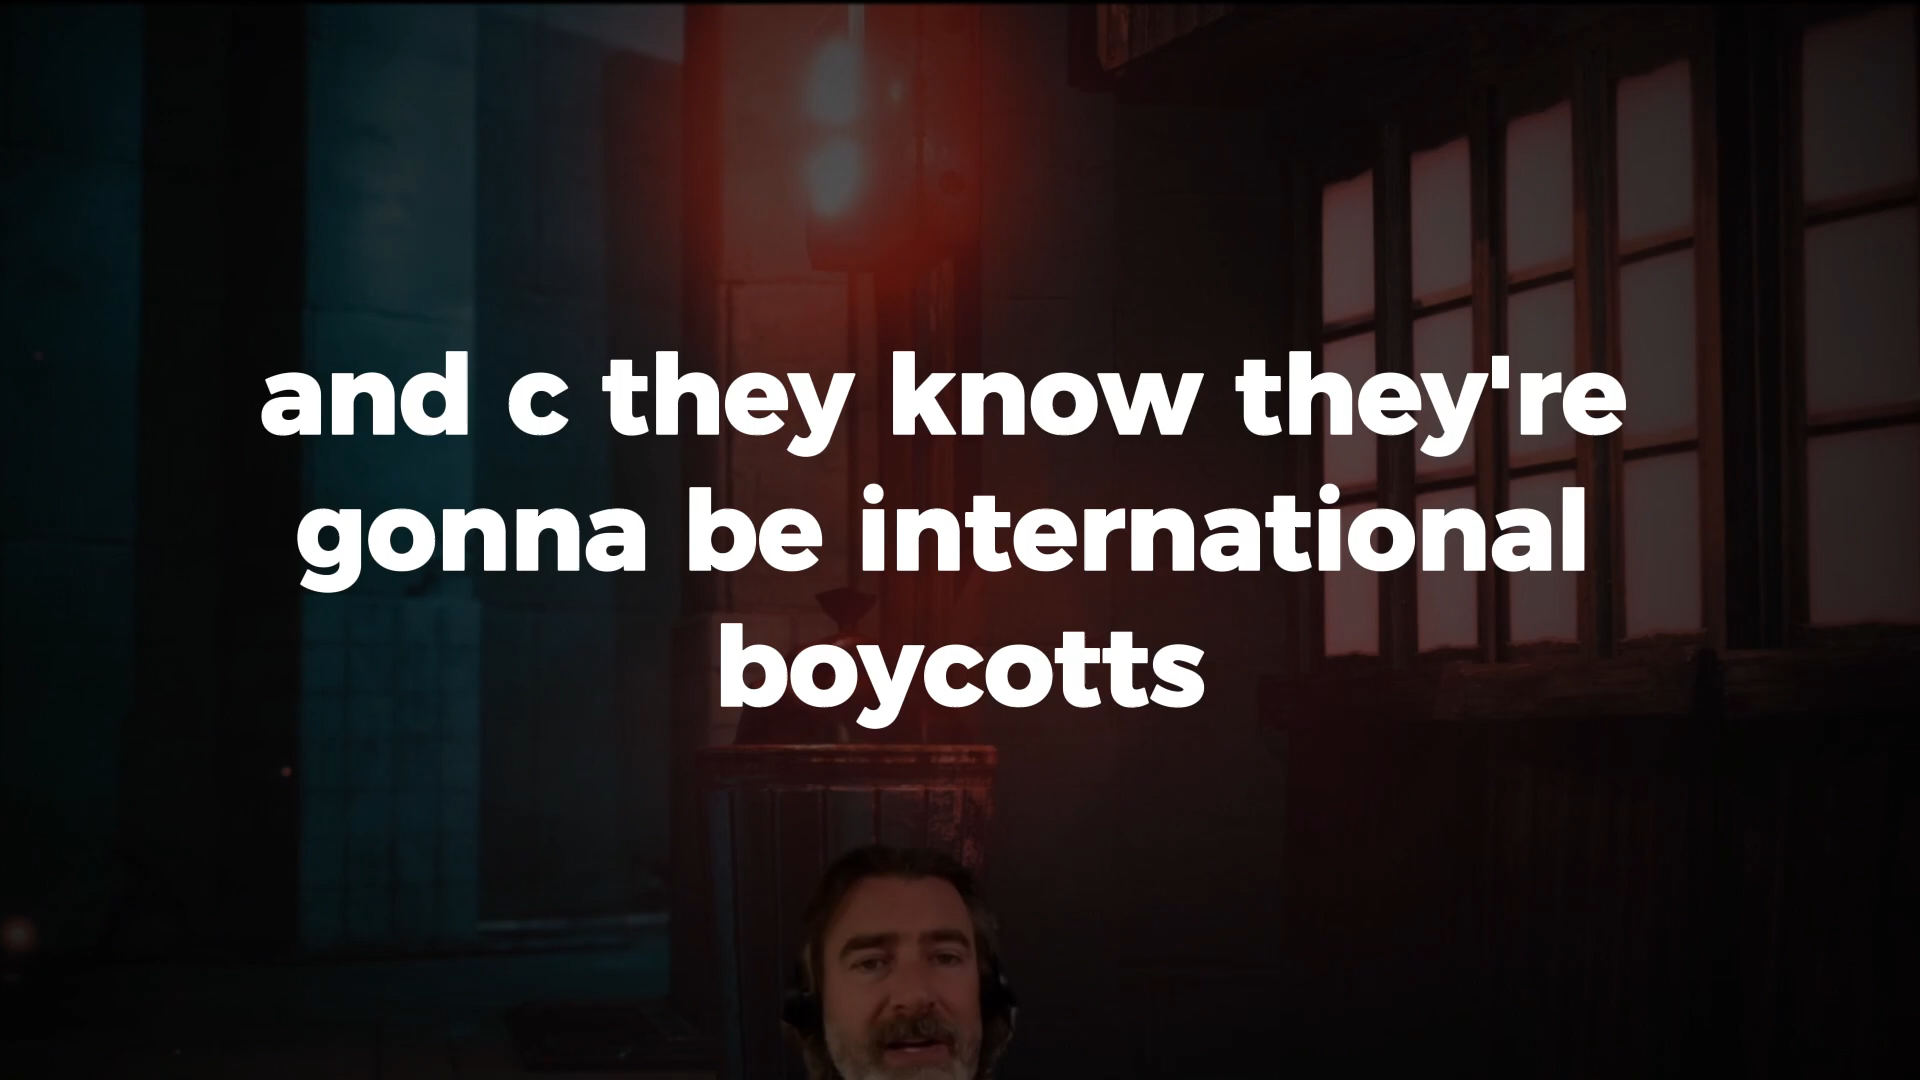 and c they know they're
gonna be international
boycotts